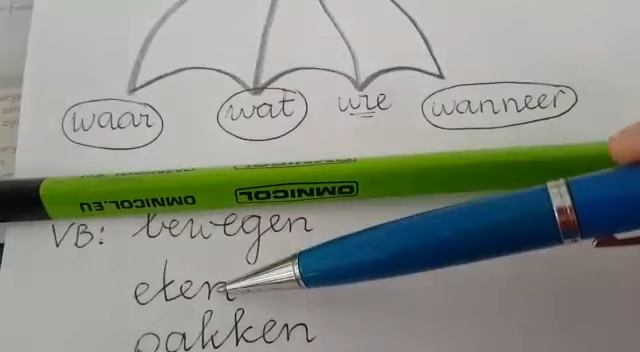 waar wat wie wanneer
OMNICOL.EU OMNICOL
VB: bewegen
eten
pakken